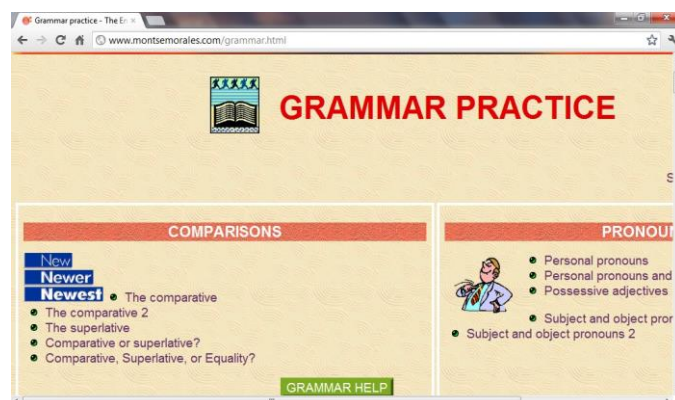 Grammar practice - The En
www.montsemorales.com/grammar.html
GRAMMAR PRACTICE
S
COMPARISONS
New
Newer
Newest
The comparative
The comparative 2
The superlative
Comparative or superlative?
Comparative, Superlative, or Equality?
GRAMMAR HELP
PRONOUN
Personal pronouns
Personal pronouns and
Possessive adjectives
Subject and object pror
Subject and object pronouns 2